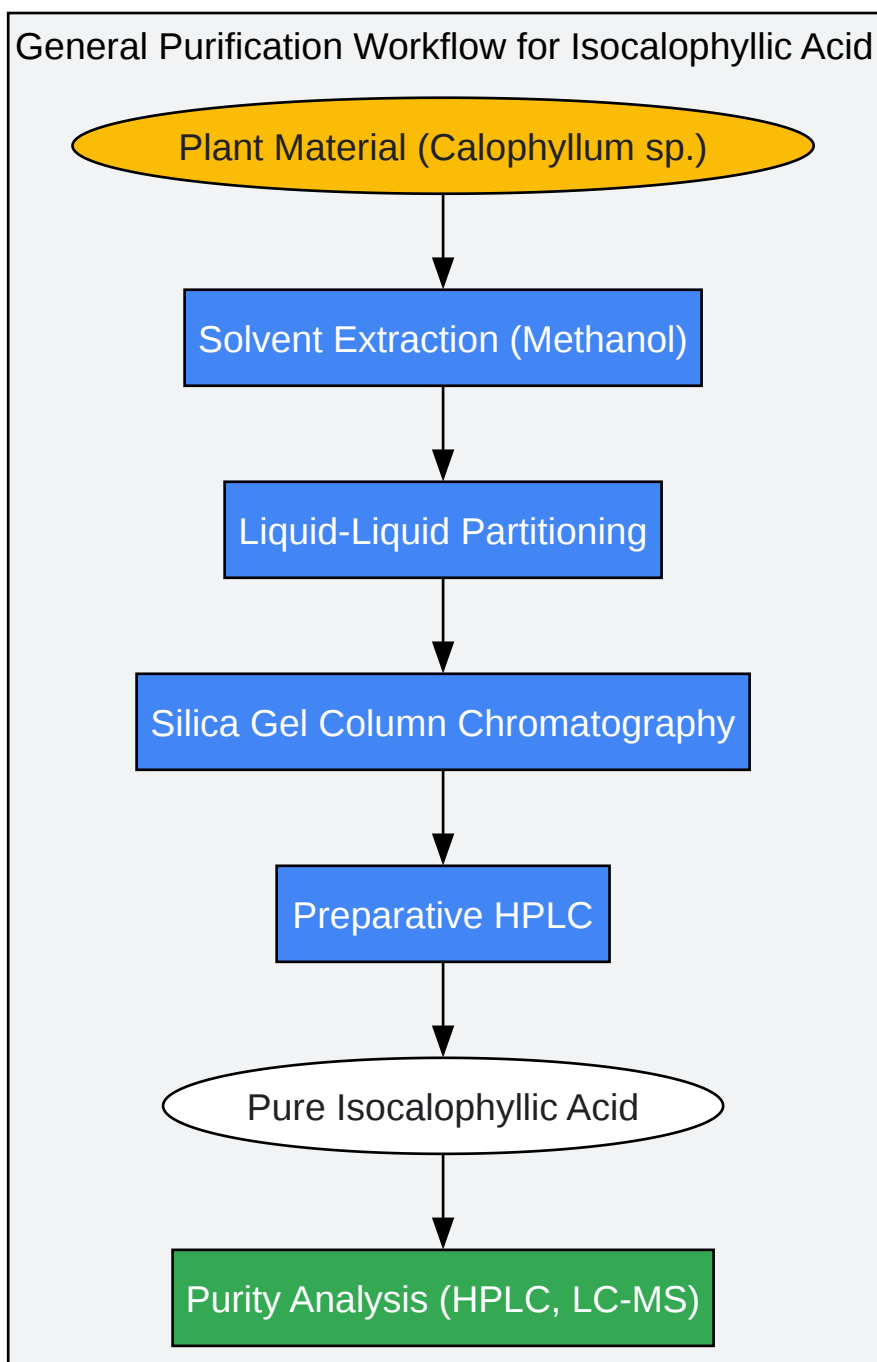 General Purification Workflow for Isocalophyllic Acid
Plant Material (Calophyllum sp.)
Solvent Extraction (Methanol)
Liquid-Liquid Partitioning
Silica Gel Column Chromatography
Preparative HPLC
Pure Isocalophyllic Acid
Purity Analysis (HPLC, LC-MS)